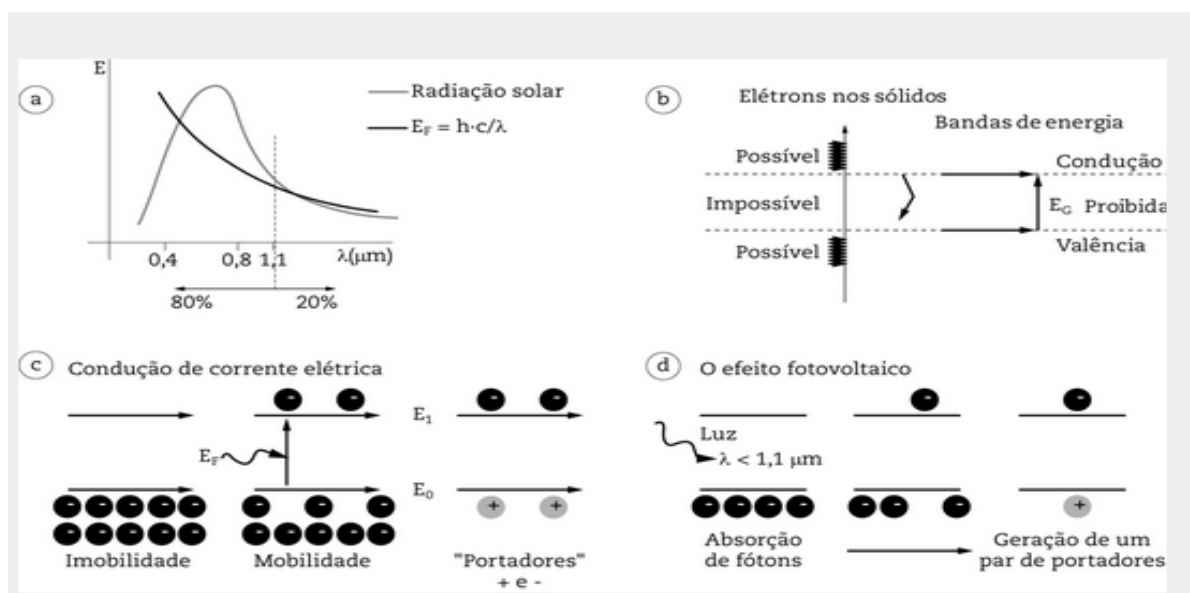 a
E
Radiação solar
E_F = h·c/λ
0,4
0,8
1,1
λ(μm)
80%
20%
b
Elétrons nos sólidos
Bandas de energia
Possível
Condução
Impossível
E_G Proibida
Possível
Valência
c
Condução de corrente elétrica
E_F
E_1
E_0
- -
- -
+ +
- - - - -
- - -
- - - - -
- - - - -
Imobilidade
Mobilidade
"Portadores"
+ e -
d
O efeito fotovoltaico
Luz
λ < 1,1 μm
- -
- - - -
- - -
+
Absorção
de fótons
Geração de um
par de portadores